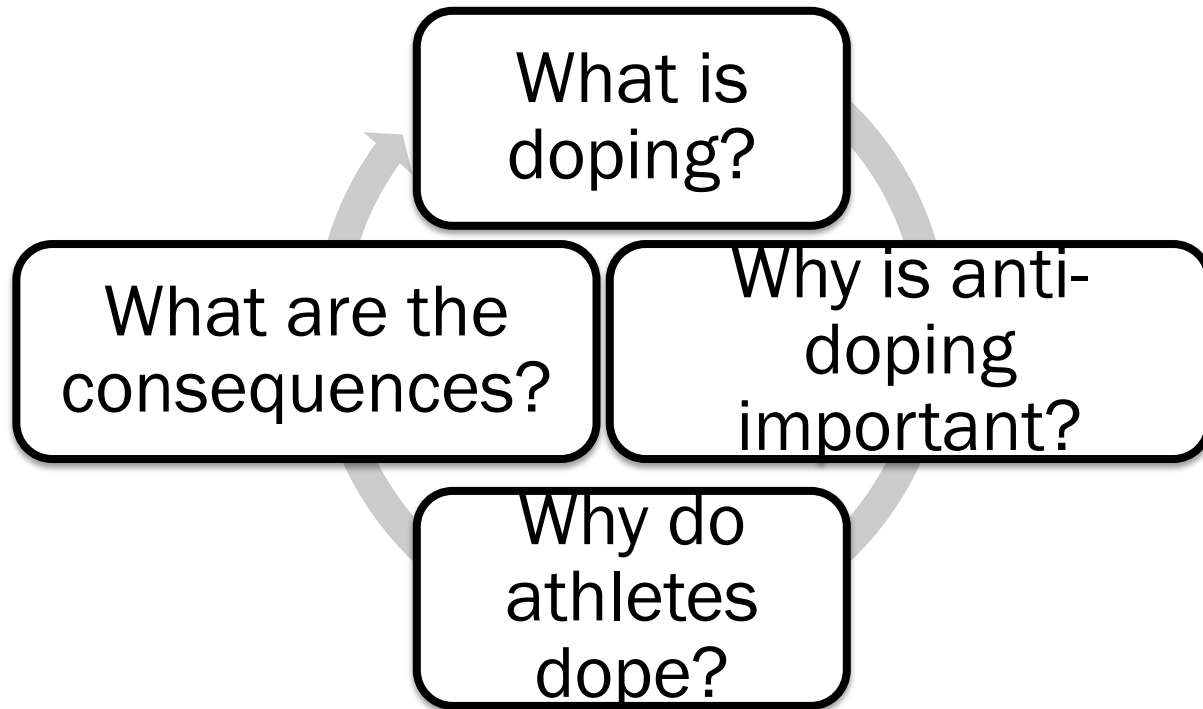 What is
doping?
Why is anti-
doping
important?
What are the
consequences?
Why do
athletes
dope?